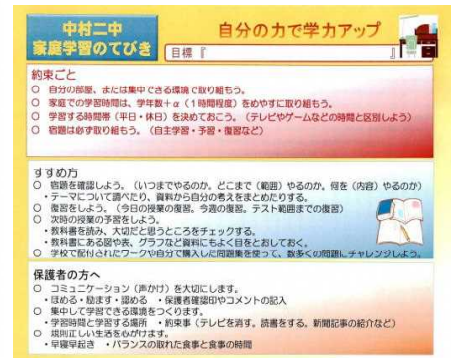 中村二中
家庭学習のてびき
自分の力で学力アップ
目標『　　　　　』
約束ごと
○ 自分の部屋、または集中できる環境で取り組もう。
○ 家庭での学習時間は、学年数＋α（１時間程度）をめやすに取り組もう。
○ 学習する時間帯（平日・休日）を決めておこう。（テレビやゲームなどの時間と区別しよう）
○ 宿題は必ず取り組もう。（自主学習・予習・復習など）
すすめ方
○ 宿題を確認しよう。（いつまでやるのか、どこまで（範囲）やるのか、何を（内容）やるのか）
・テーマについて調べたり、資料から自分の考えをまとめたりする。
○ 復習をしよう。（今日の授業の復習、今週の復習、テスト範囲までの復習）
○ 次時の授業の予習をしよう。
・教科書を読み、大切だと思うところをチェックする。
・教科書にある図や表、グラフなど資料にもよく目をとおしておく。
○ 学校で配付されたワークや自分で購入した問題集を使って、数多くの問題にチャレンジしよう。
保護者の方へ
○ コミュニケーション（声かけ）を大切にします。
・ほめる・励ます・認める ・保護者確認印やコメントの記入
○ 集中して学習できる環境をつくります。
・学習時間と学習する場所 ・約束事（テレビを消す、読書をする、新聞記事の紹介など）
○ 規則正しい生活を心がけます。
・早寝早起き ・バランスの取れた食事と食事の時間